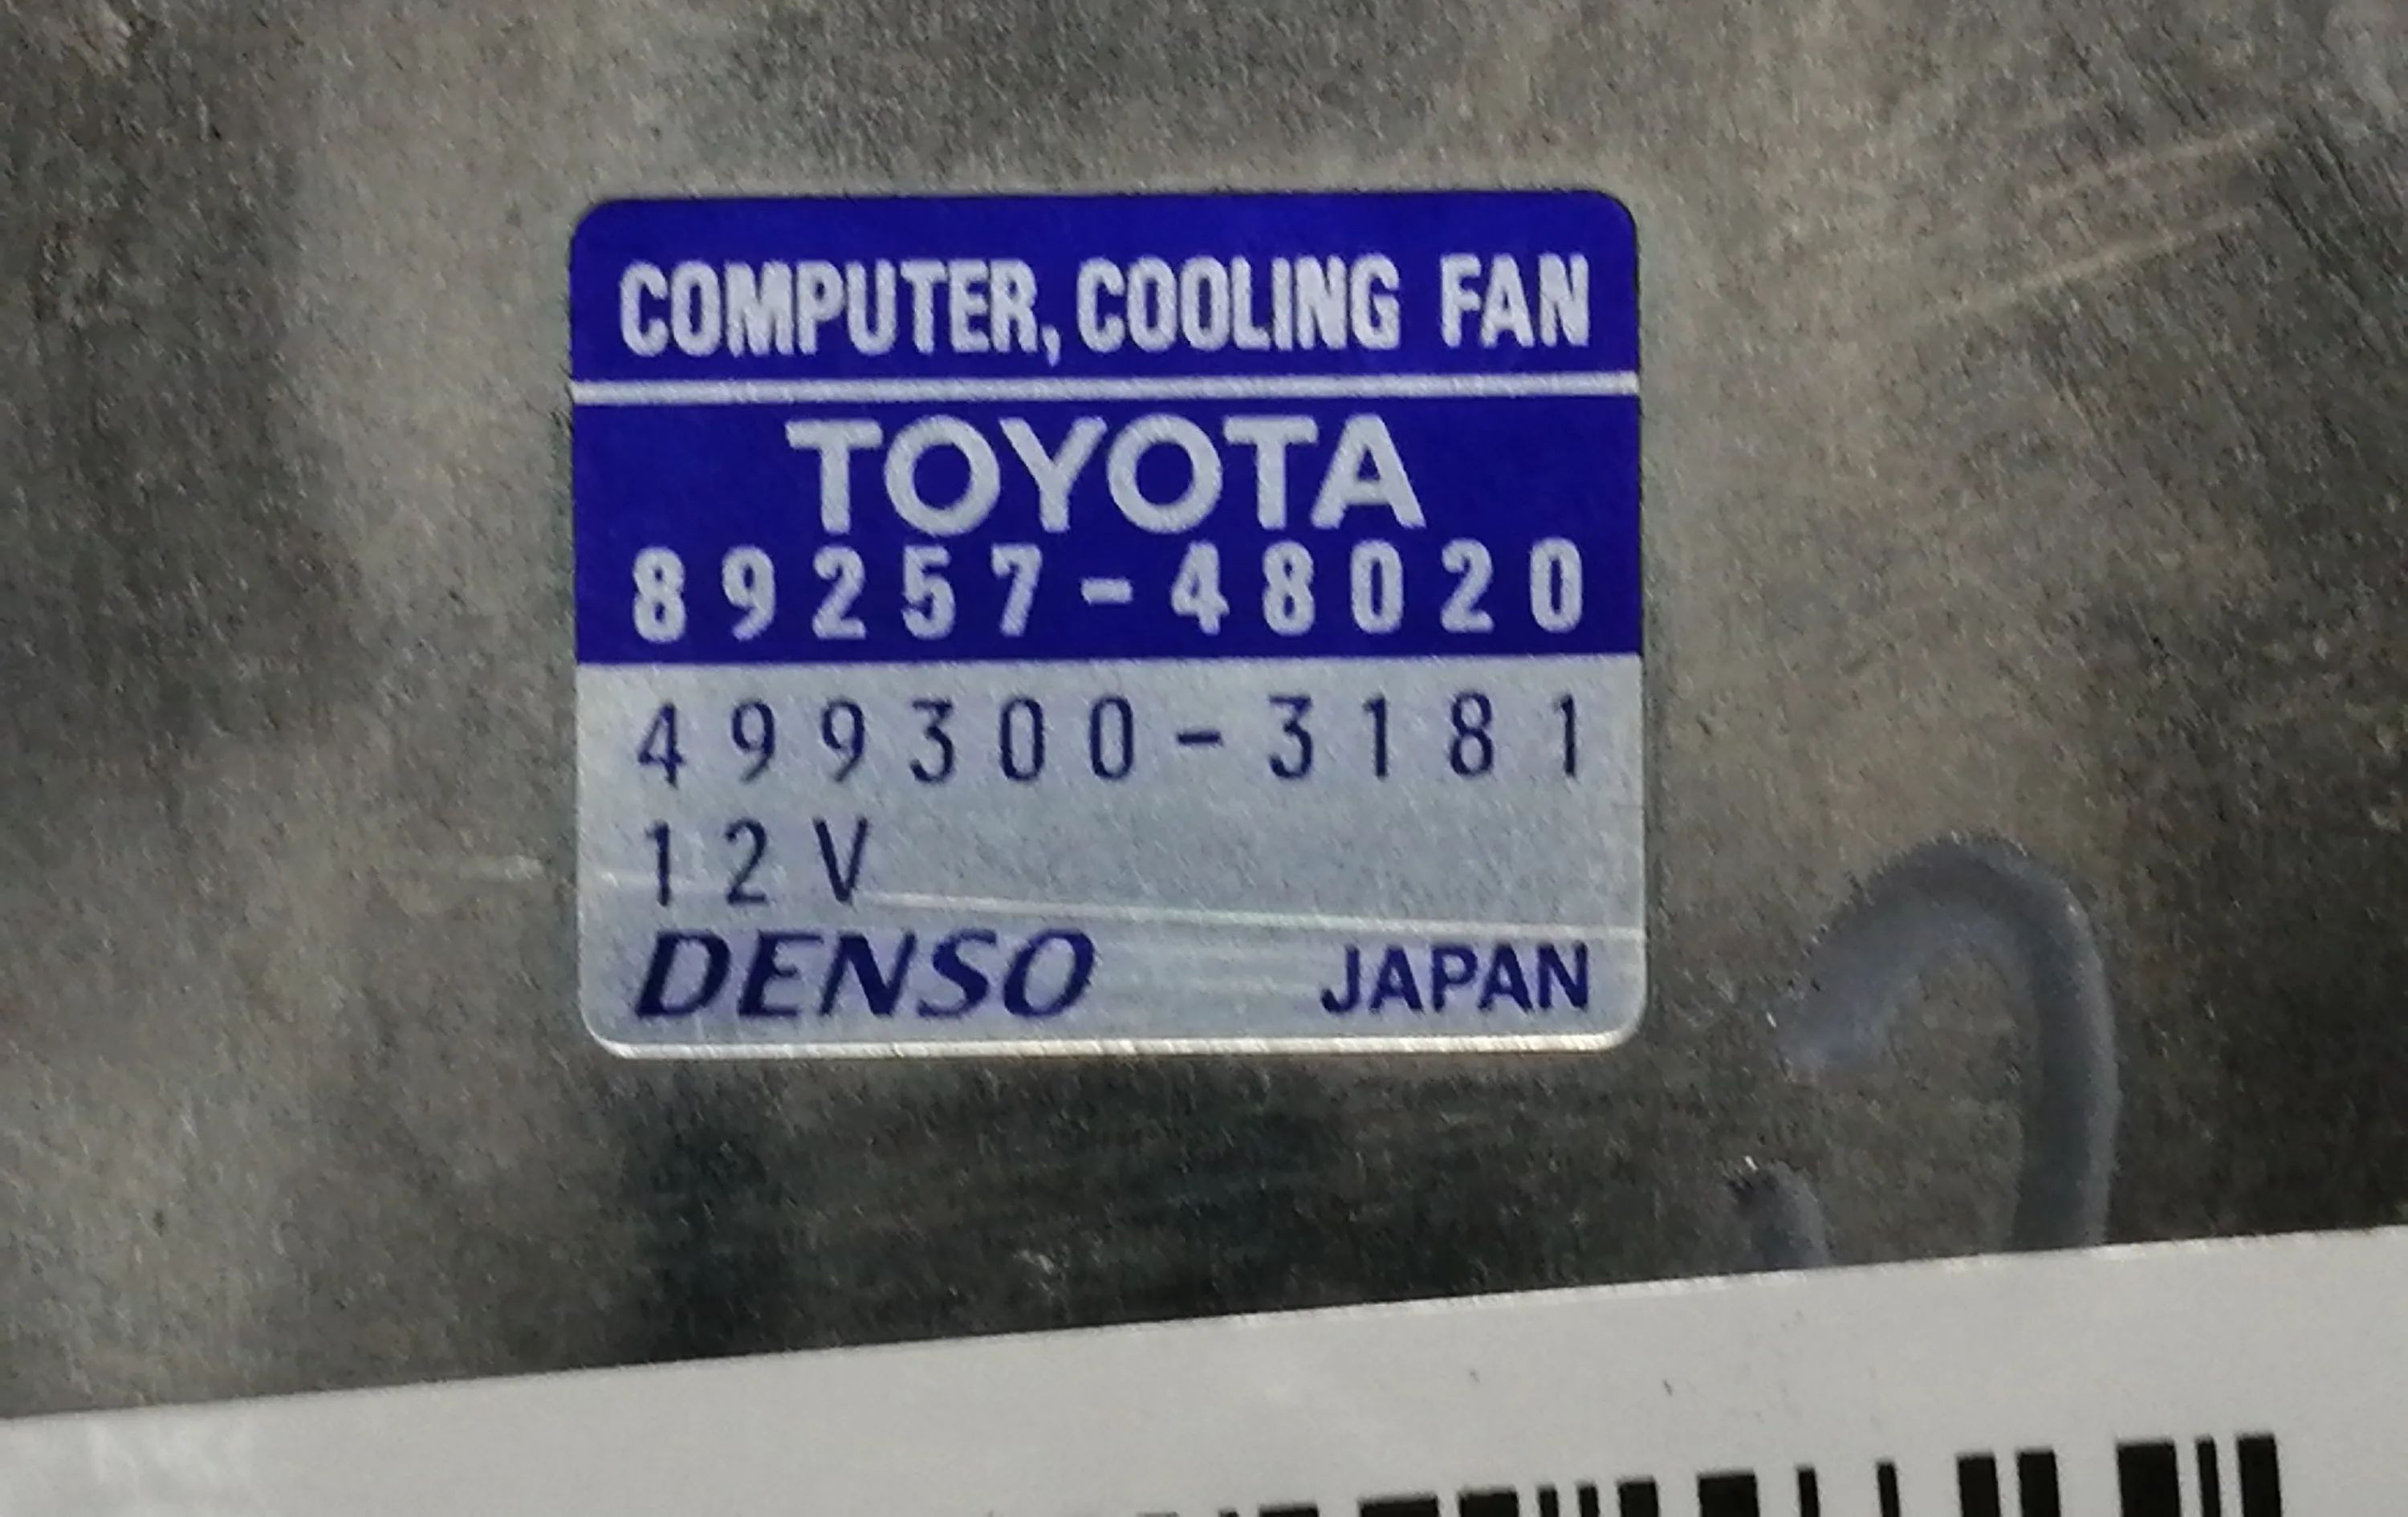 COMPUTER, COOLING FAN
TOYOTA
89257-48020
499300-3181
12V
DENSO JAPAN